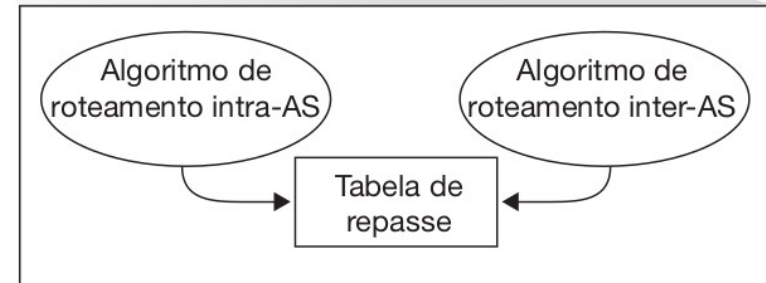 Algoritmo de
roteamento intra-AS
Algoritmo de
roteamento inter-AS
Tabela de
repasse